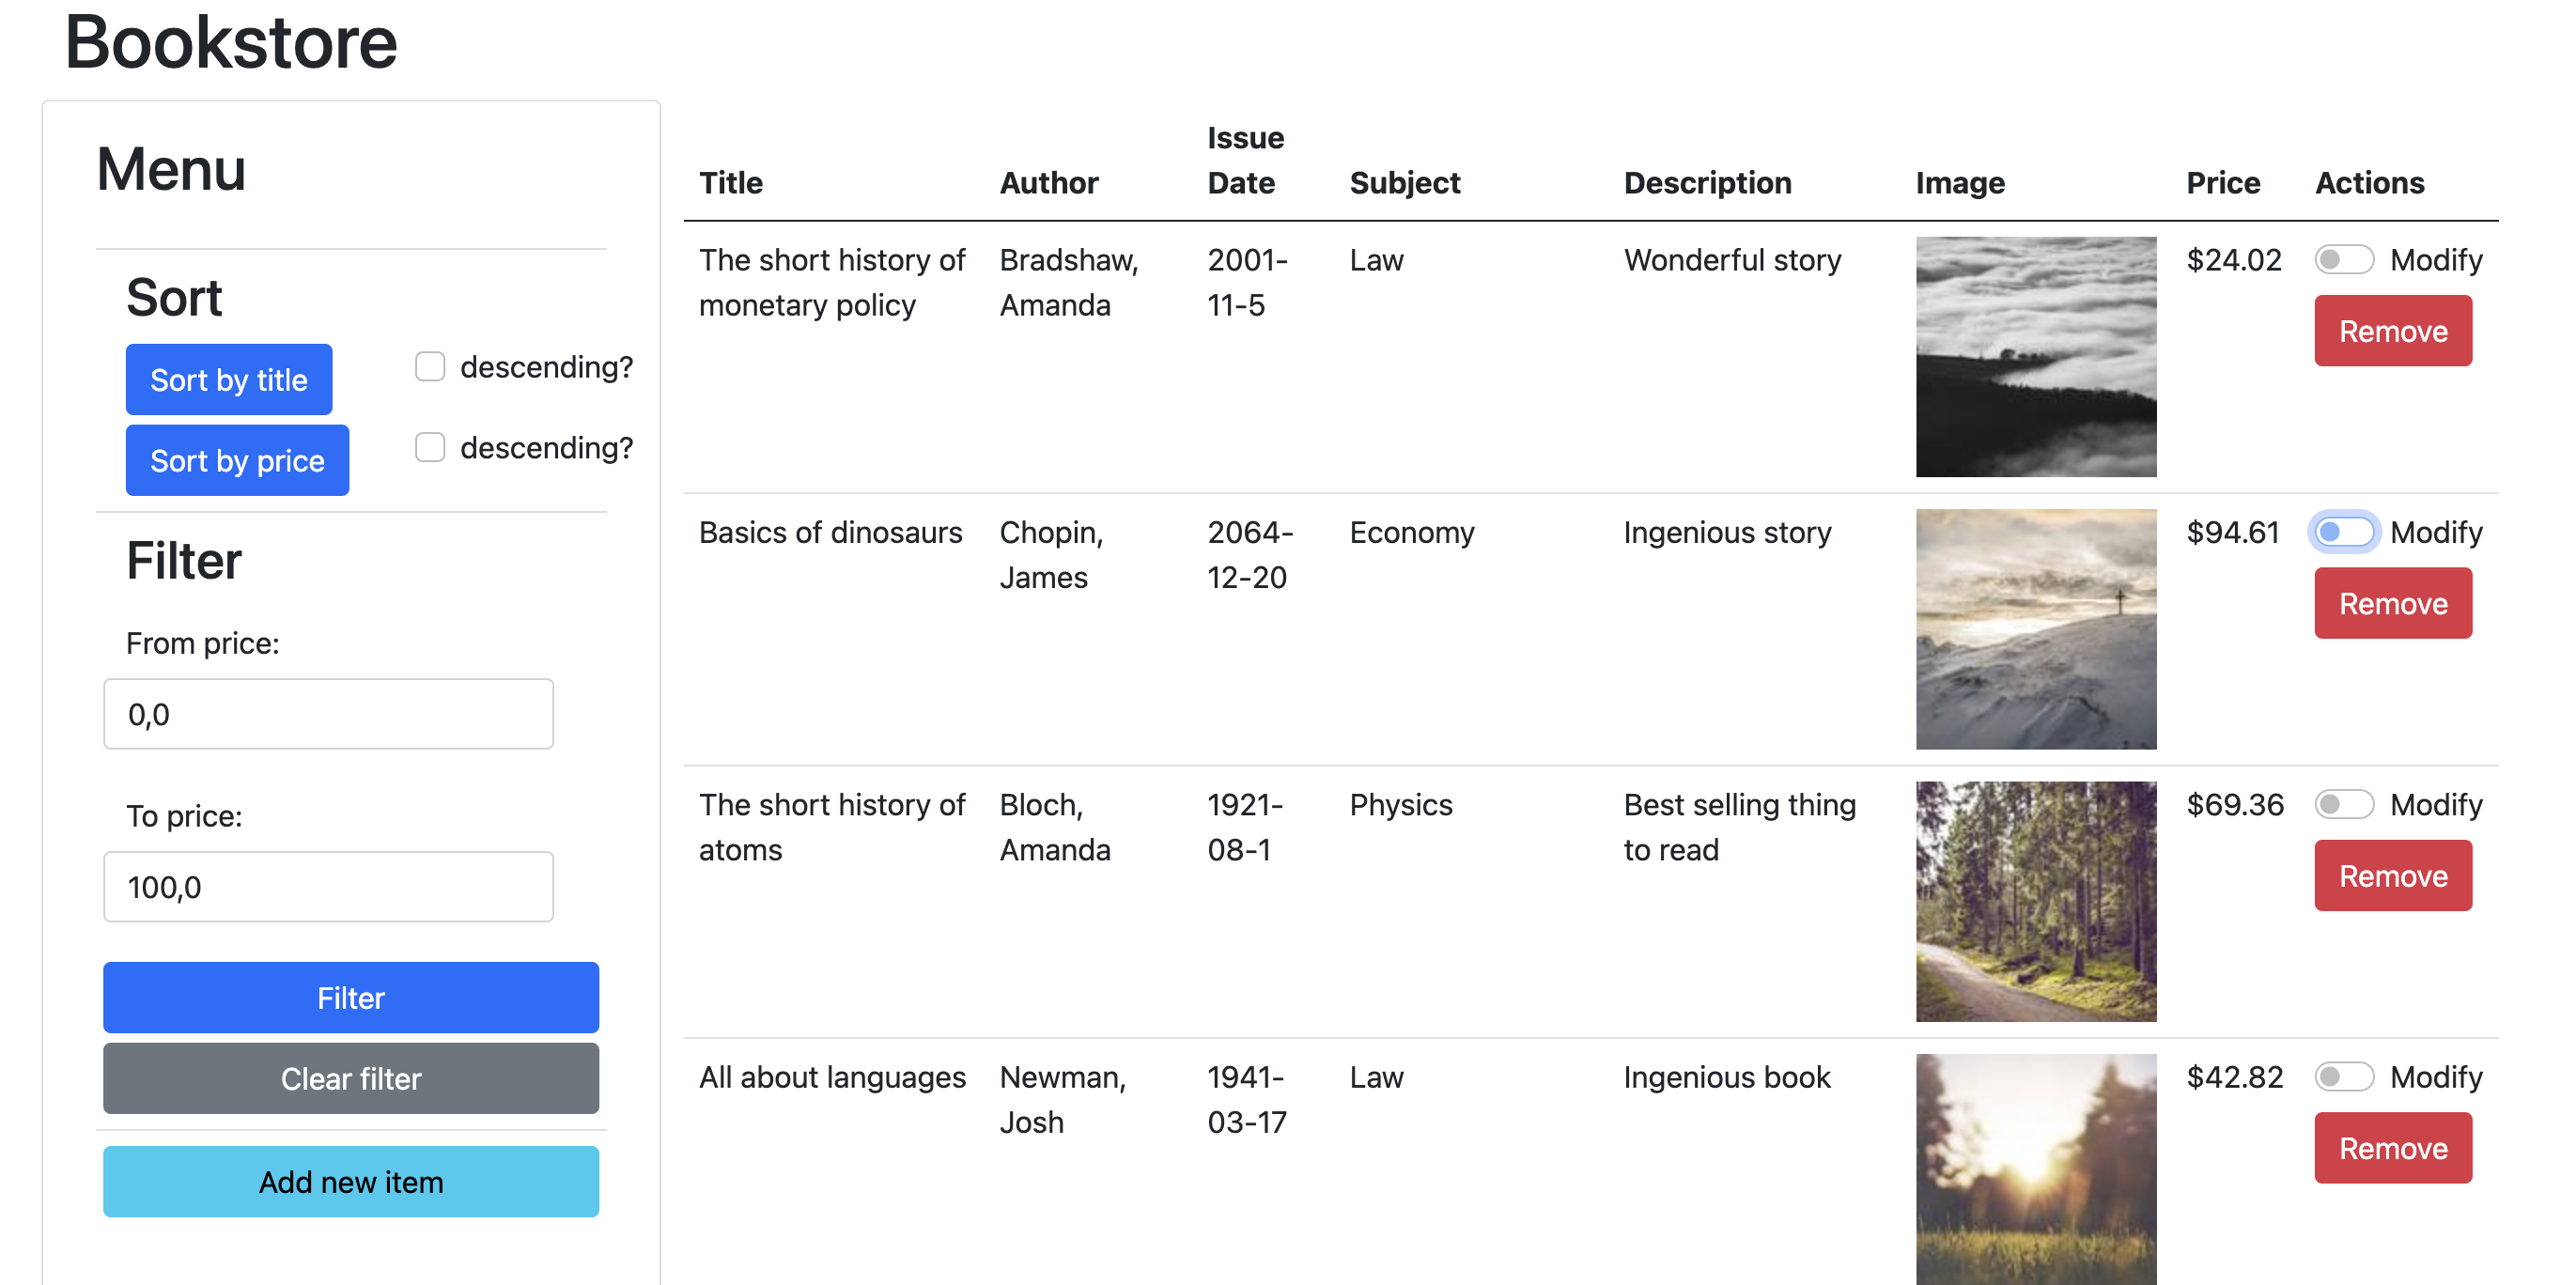 Bookstore
Menu
Sort
Sort by title
descending?
Sort by price
descending?
Filter
From price:
0,0
To price:
100,0
Filter
Clear filter
Add new item
Title Author Issue Date Subject Description Image Price Actions
The short history of Bradshaw, 2001- Law Wonderful story $24.02 Modify
monetary policy Amanda 11-5 Remove
Basics of dinosaurs Chopin, 2064- Economy Ingenious story $94.61 Modify
James 12-20 Remove
The short history of Bloch, 1921- Physics Best selling thing $69.36 Modify
atoms Amanda 08-1 to read Remove
All about languages Newman, 1941- Law Ingenious book $42.82 Modify
Josh 03-17 Remove